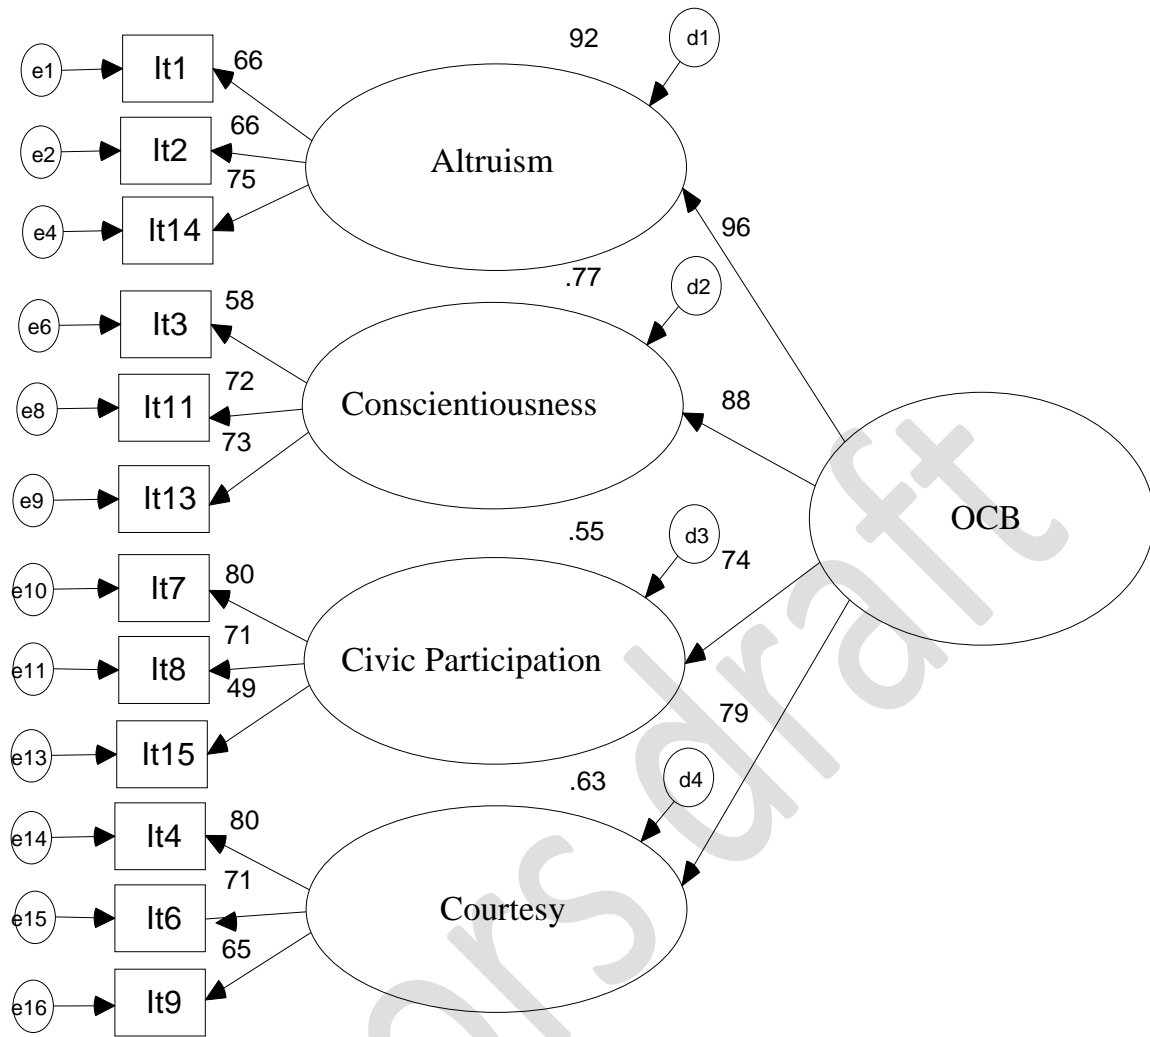 92
d1
e1
It1
66
e2
It2
66
Altruism
75
e4
It14
96
.77
d2
e6
It3
58
e8
It11
72
Conscientiousness
88
73
e9
It13
OCB
.55
d3
74
e10
It7
80
e11
It8
71
Civic Participation
49
e13
It15
79
.63
d4
e14
It4
80
e15
It6
71
Courtesy
65
e16
It9
ors draft